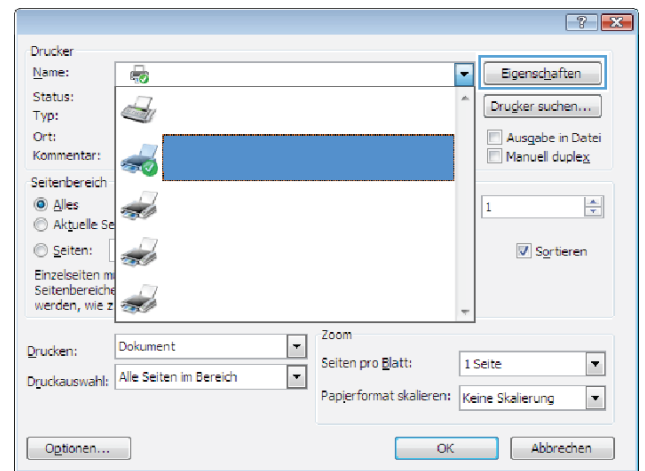 Drucker
Name:
Eigenschaften
Status:
Typ:
Drucker suchen...
Ort:
Ausgabe in Datei
Kommentar:
Manuell duplex
Seitenbereich
Alles
1
Aktuelle Se
Seiten:
Sortieren
Einzelseiten m
Seitenbereiche
werden, wie z
Drucken:
Dokument
Druckauswahl:
Alle Seiten im Bereich
Zoom
Seiten pro Blatt:
1 Seite
Papierformat skalieren:
Keine Skalierung
Optionen...
OK
Abbrechen